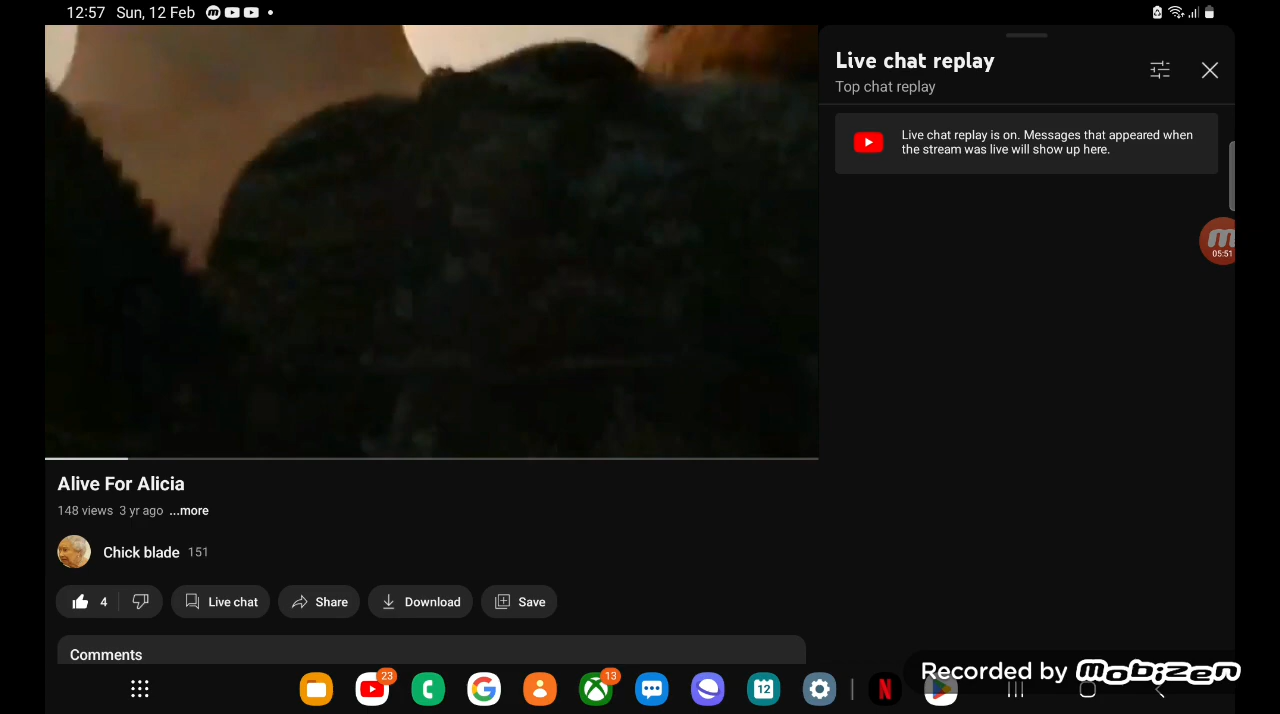 12:57 Sun, 12 Feb
Live chat replay
Top chat replay
Live chat replay is on. Messages that appeared when
the stream was live will show up here.
05:51
Alive For Alicia
148 views 3 yr ago ...more
Chick blade 151
4 Live chat Share Download Save
Comments
23
13
12
N
Recorded by mobizen